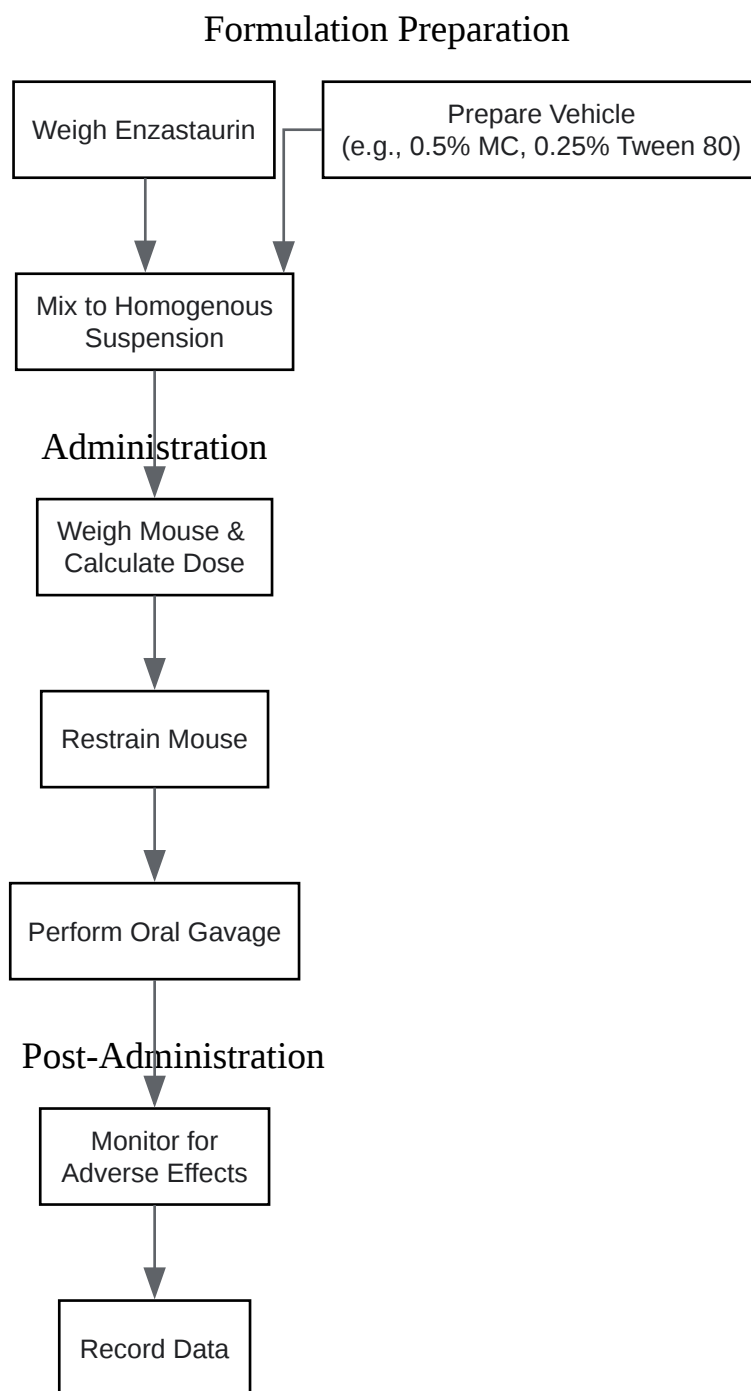 Formulation Preparation
Weigh Enzastaurin
Prepare Vehicle
(e.g., 0.5% MC, 0.25% Tween 80)
Mix to Homogenous
Suspension
Administration
Weigh Mouse &
Calculate Dose
Restrain Mouse
Perform Oral Gavage
Post-Administration
Monitor for
Adverse Effects
Record Data